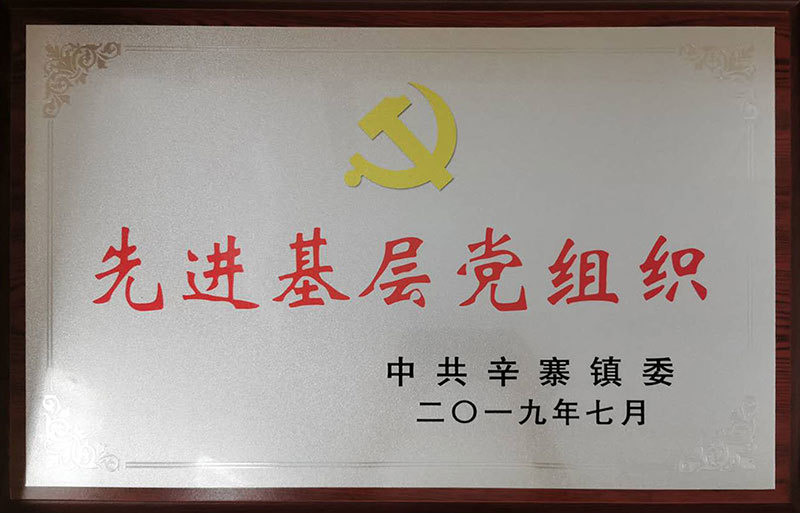 先进基层党组织
中共辛寨镇委
二〇一九年七月